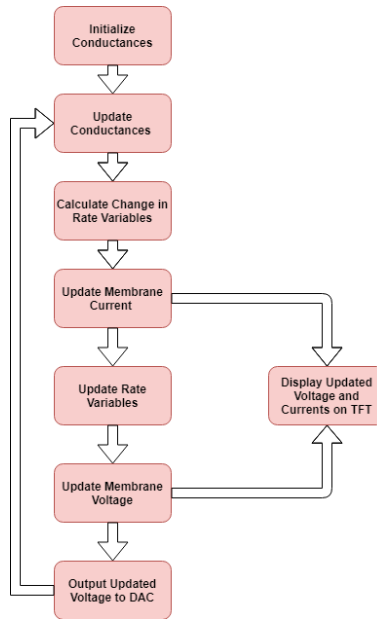 Initialize
Conductances
Update
Conductances
Calculate Change in
Rate Variables
Update Membrane
Current
Update Rate
Variables
Display Updated
Voltage and
Currents on TFT
Update Membrane
Voltage
Output Updated
Voltage to DAC